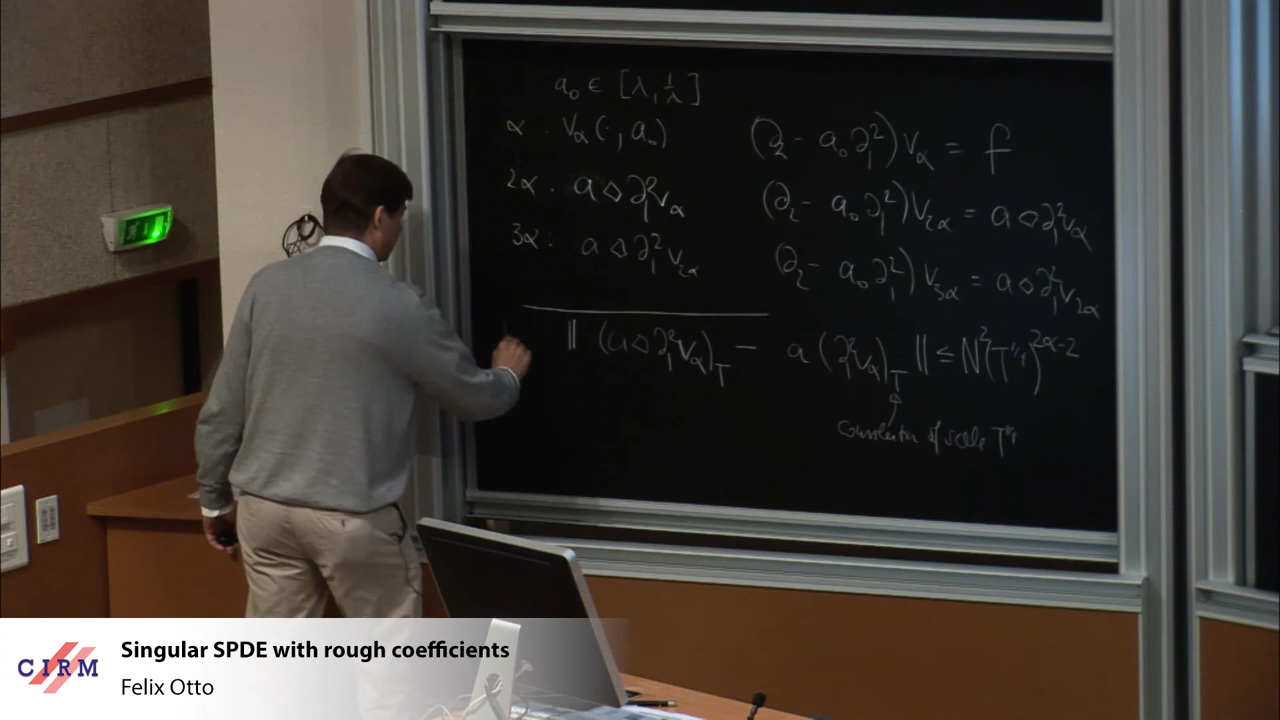 a₀ ∈ [λ, 1/λ]
α · v_α(·, a₀) (∂₂ − a₀∂₁²)v_α = f
2α · a ◇ ∂₁²v_α (∂₂ − a₀∂₁²)v_2α = a ◇ ∂₁²v_α
3α : a ◇ ∂₁²v_2α (∂₂ − a₀∂₁²)v_3α = a ◇ ∂₁²v_2α
‖ (a ◇ ∂₁²v_α)_T − a (∂₁²v_α)_T ‖ ≤ N²(T^{1/4})^{2α−2}
of scale T^{1/4}
CIRM
Singular SPDE with rough coefficients
Felix Otto